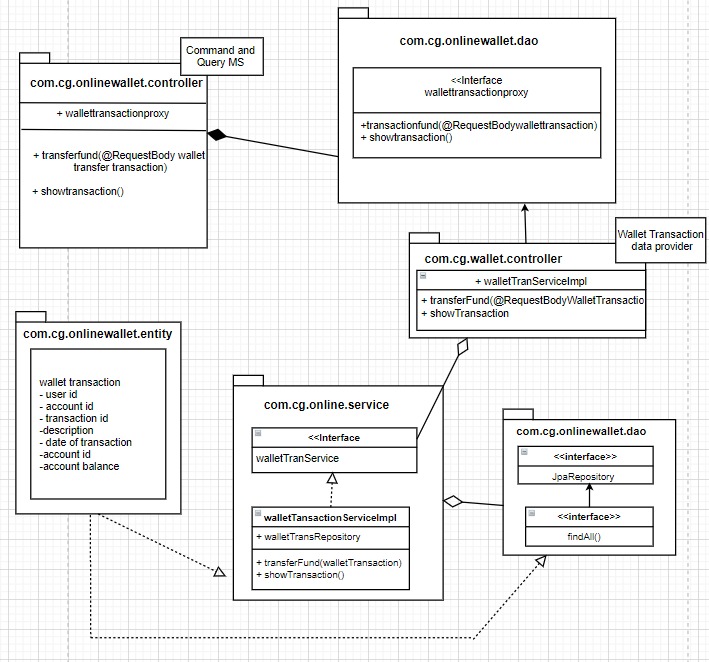 Command and
Query MS
com.cg.onlinewallet.controller
+ wallettransactionproxy
+ transferfund(@RequestBody wallet
transfer transaction)
+ showtransaction()
com.cg.onlinewallet.dao
<<Interface
wallettransactionproxy
+transactionfund(@RequestBodywallettransaction)
+ showtransaction()
Wallet Transaction
data provider
com.cg.wallet.controller
+ walletTranServiceImpl
+ transferFund(@RequestBodyWalletTransactio
+ showTransaction
com.cg.onlinewallet.entity
wallet transaction
- user id
- account id
- transaction id
-description
- date of transaction
-account id
-account balance
com.cg.online.service
<<Interface
walletTranService
walletTansactionServiceImpl
+ walletTransRepository
+ transferFund(walletTransaction)
+ showTransaction()
com.cg.onlinewallet.dao
<<interface>>
JpaRepository
<<interface>>
findAll()